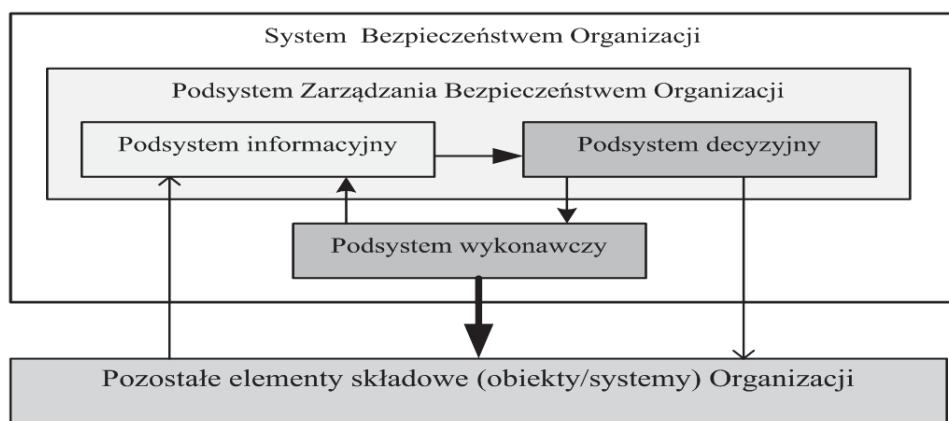 System Bezpieczeństwem Organizacji
Podsystem Zarządzania Bezpieczeństwem Organizacji
Podsystem informacyjny
Podsystem decyzyjny
Podsystem wykonawczy
Pozostałe elementy składowe (obiekty/systemy) Organizacji